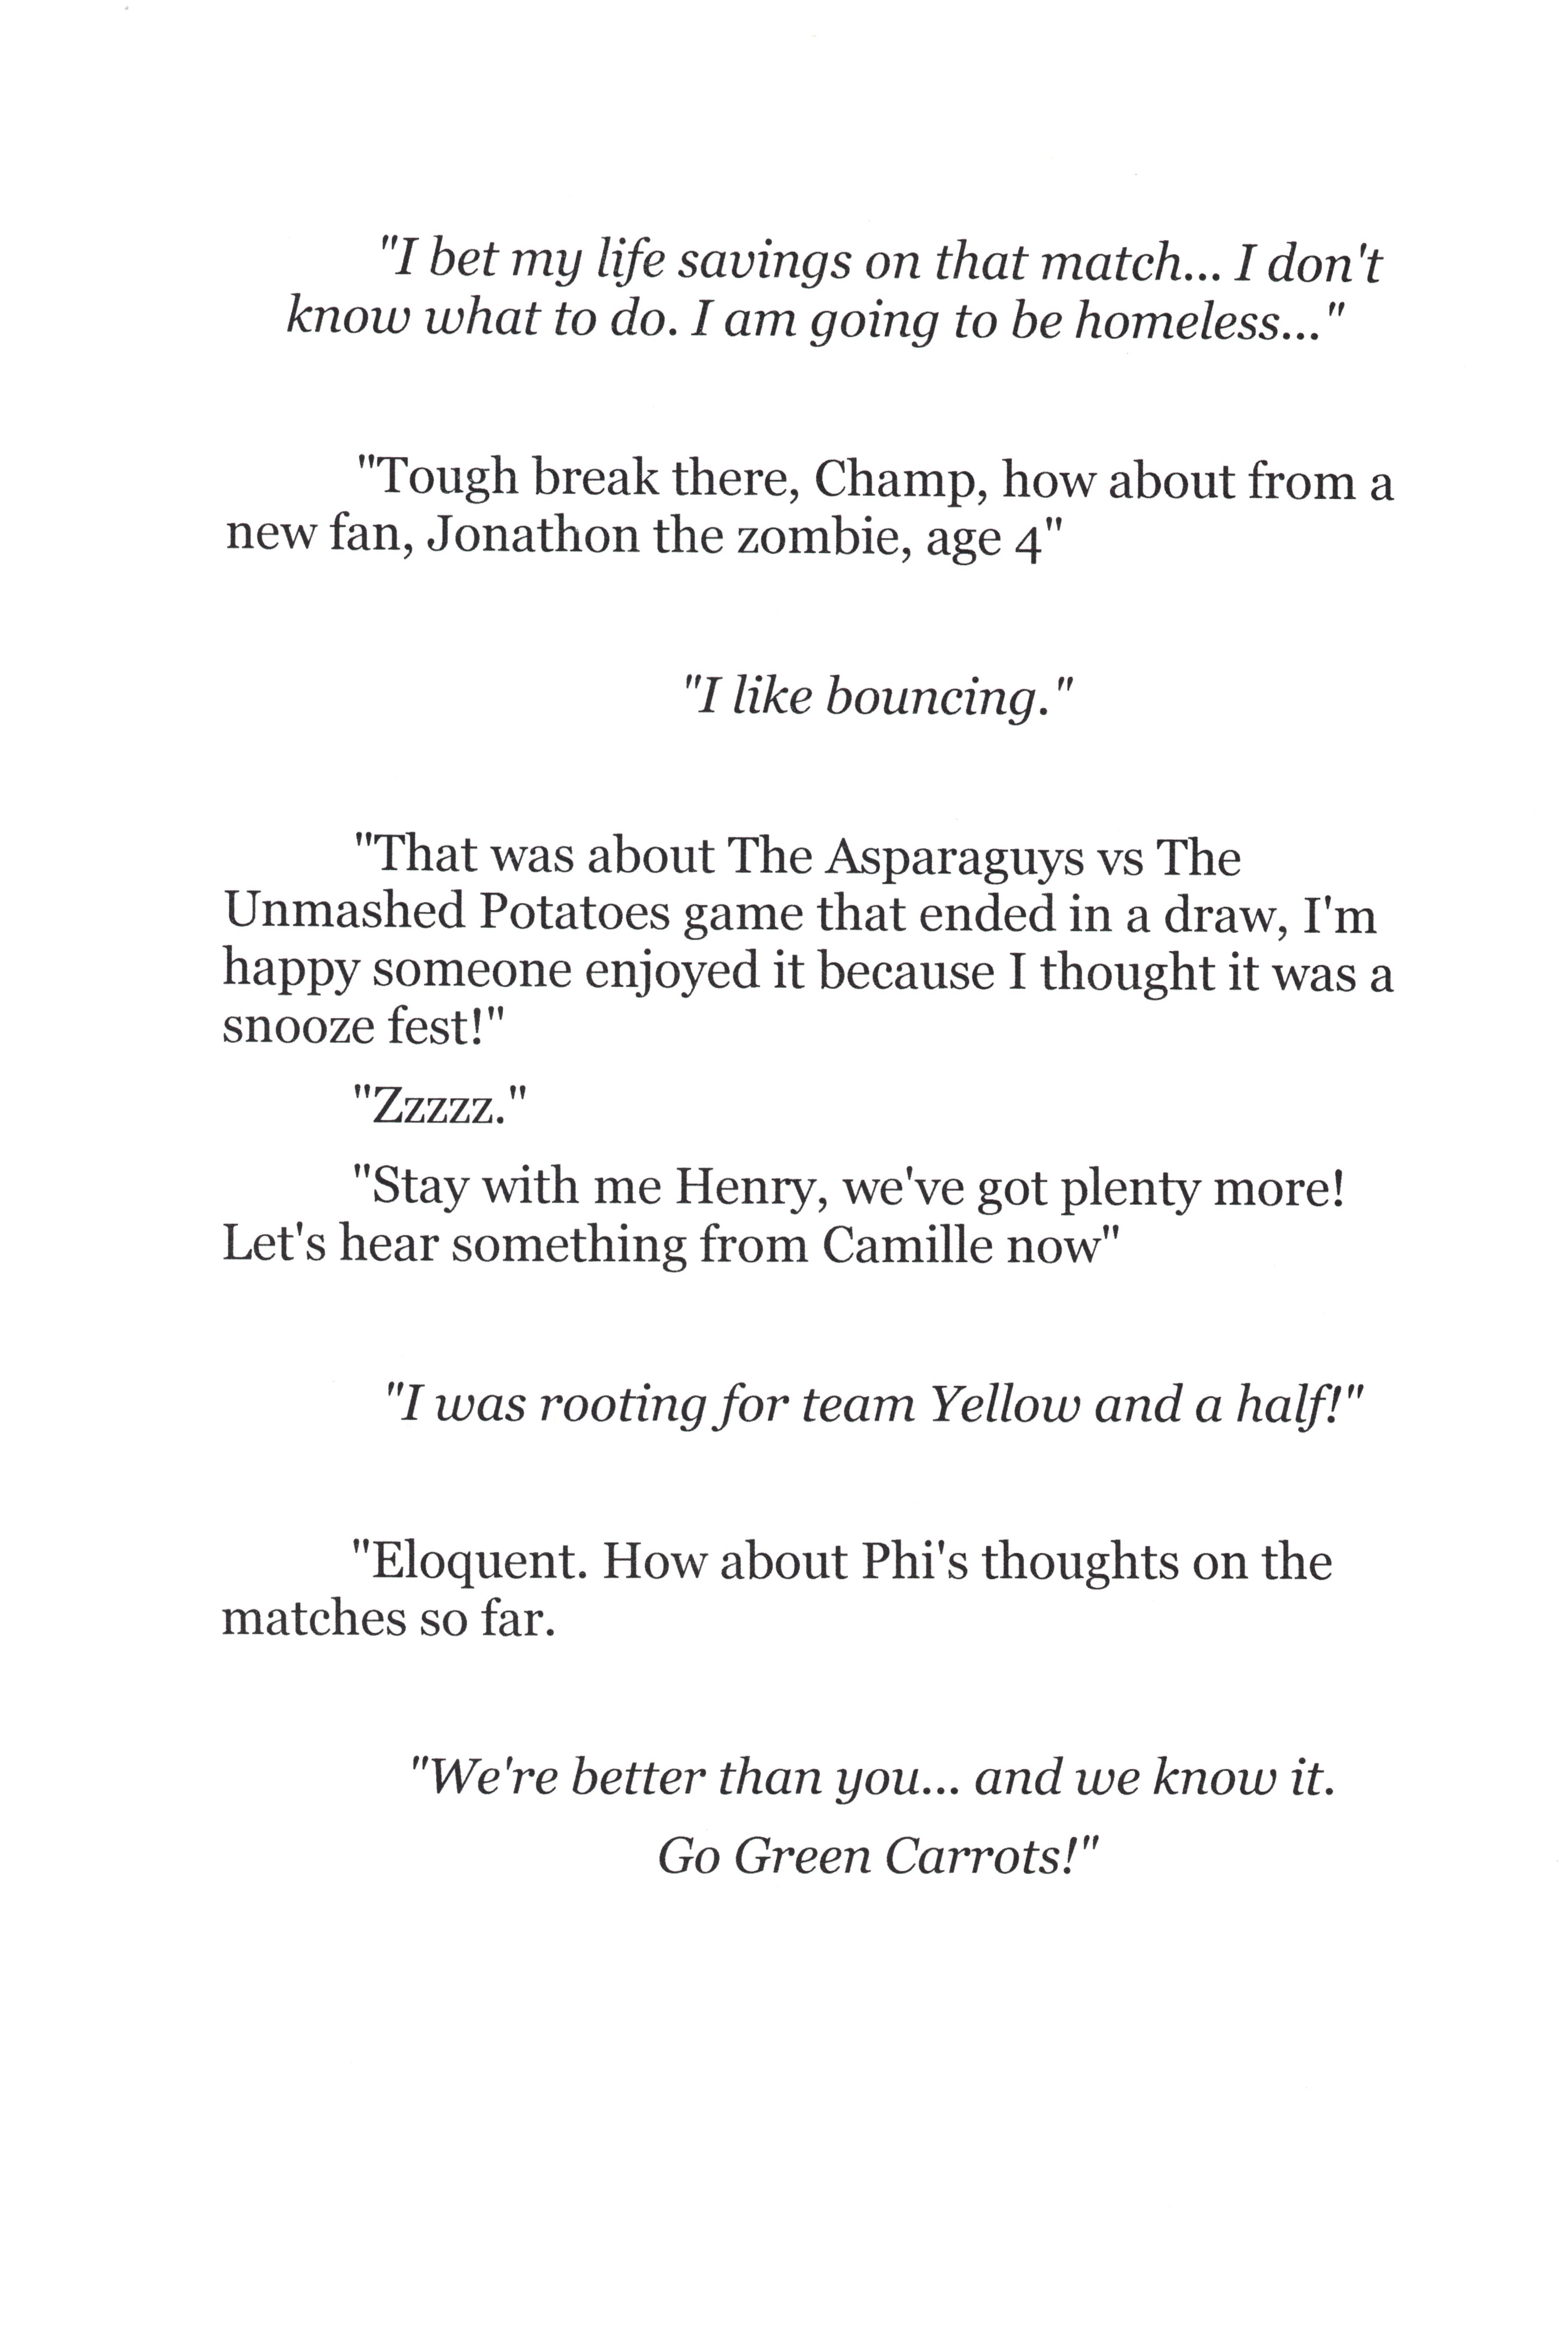 "I bet my life savings on that match... I don't
know what to do. I am going to be homeless..."
"Tough break there, Champ, how about from a
new fan, Jonathon the zombie, age 4"
"I like bouncing."
"That was about The Asparaguys vs The
Unmashed Potatoes game that ended in a draw, I'm
happy someone enjoyed it because I thought it was a
snooze fest!"
"Zzzzz."
"Stay with me Henry, we've got plenty more!
Let's hear something from Camille now"
"I was rooting for team Yellow and a half!"
"Eloquent. How about Phi's thoughts on the
matches so far.
"We're better than you... and we know it.
Go Green Carrots!"